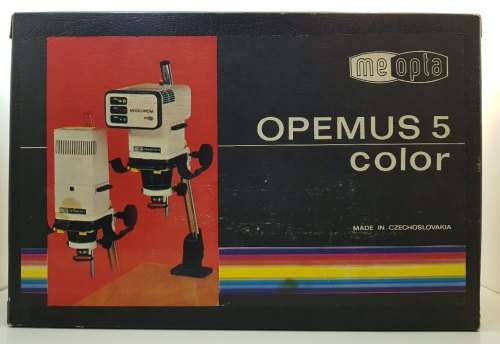 meopta
OPEMUS 5
color
MADE IN CZECHOSLOVAKIA